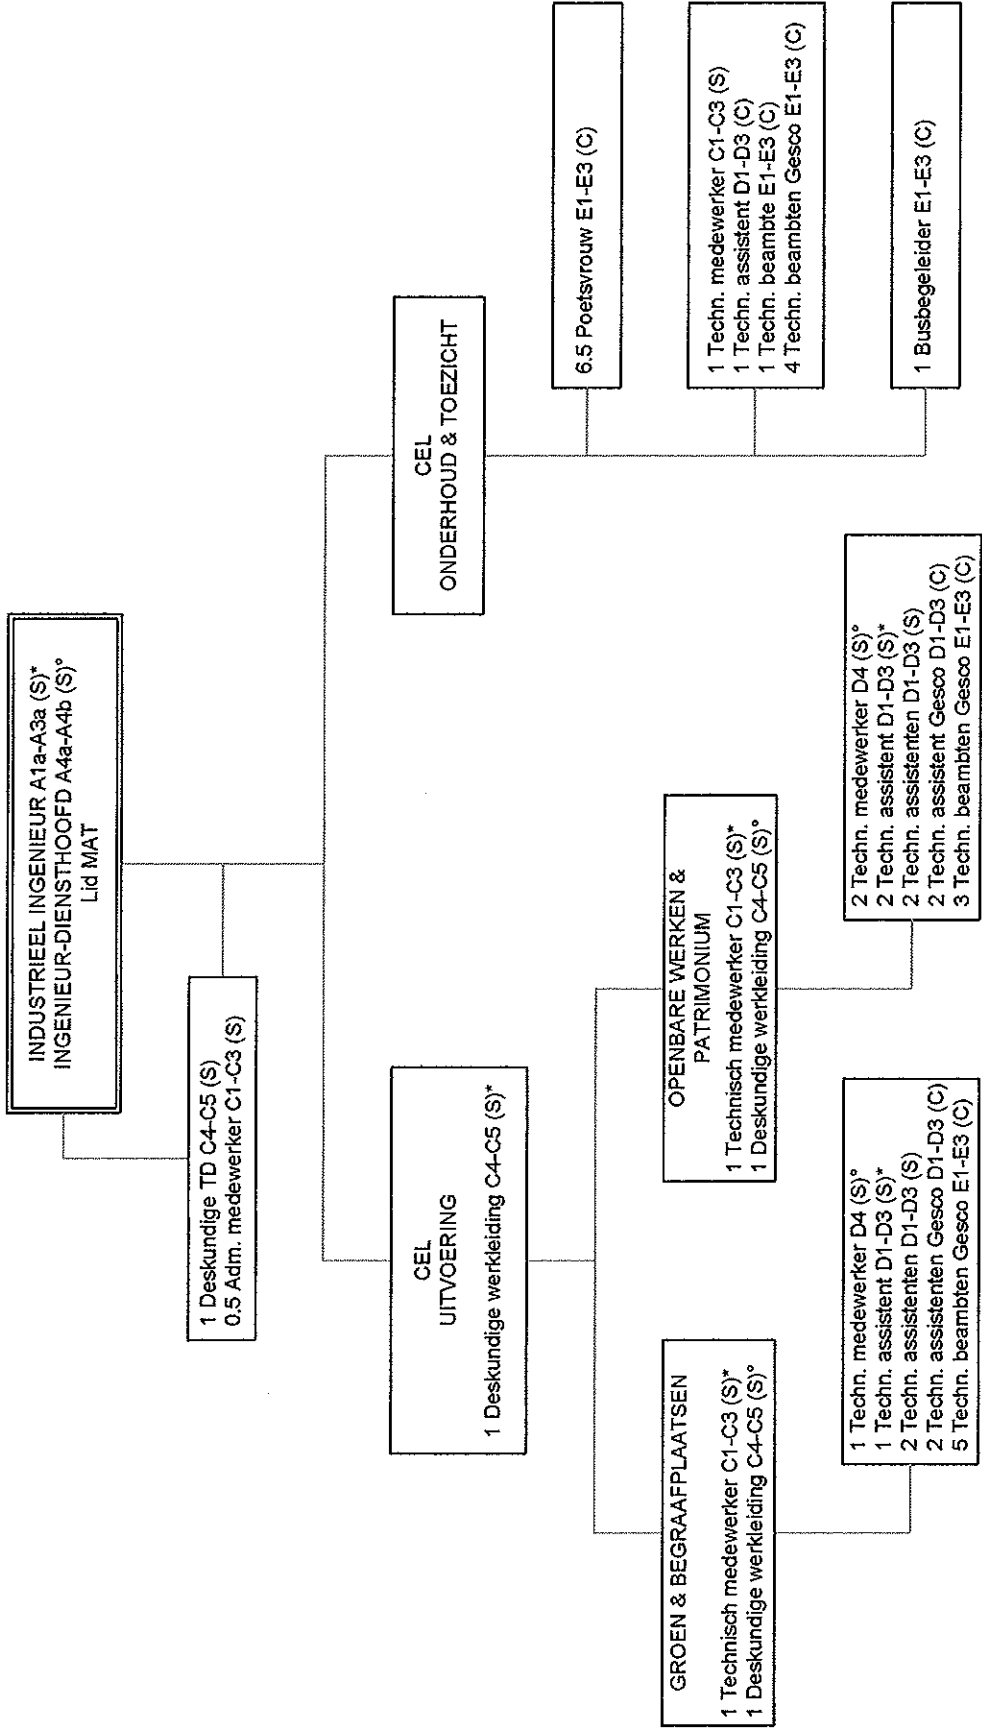 INDUSTRIEEL INGENIEUR A1a-A3a (S)*
INGENIEUR-DIENSTHOOFD A4a-A4b (S)°
Lid MAT
1 Deskundige TD C4-C5 (S)
0.5 Adm. medewerker C1-C3 (S)
CEL
UITVOERING
1 Deskundige werkleiding C4-C5 (S)*
CEL
ONDERHOUD & TOEZICHT
GROEN & BEGRAAFPLAATSEN
1 Technisch medewerker C1-C3 (S)*
1 Deskundige werkleiding C4-C5 (S)°
OPENBARE WERKEN &
PATRIMONIUM
1 Technisch medewerker C1-C3 (S)*
1 Deskundige werkleiding C4-C5 (S)°
1 Techn. medewerker D4 (S)°
1 Techn. assistent D1-D3 (S)*
2 Techn. assistenten D1-D3 (S)
2 Techn. assistenten Gesco D1-D3 (C)
5 Techn. beambten Gesco E1-E3 (C)
2 Techn. medewerker D4 (S)°
2 Techn. assistent D1-D3 (S)*
2 Techn. assistenten D1-D3 (S)
2 Techn. assistent Gesco D1-D3 (C)
3 Techn. beambten Gesco E1-E3 (C)
6.5 Poetsvrouw E1-E3 (C)
1 Techn. medewerker C1-C3 (S)
1 Techn. assistent D1-D3 (C)
1 Techn. beambte E1-E3 (C)
4 Techn. beambten Gesco E1-E3 (C)
1 Busbegeleider E1-E3 (C)